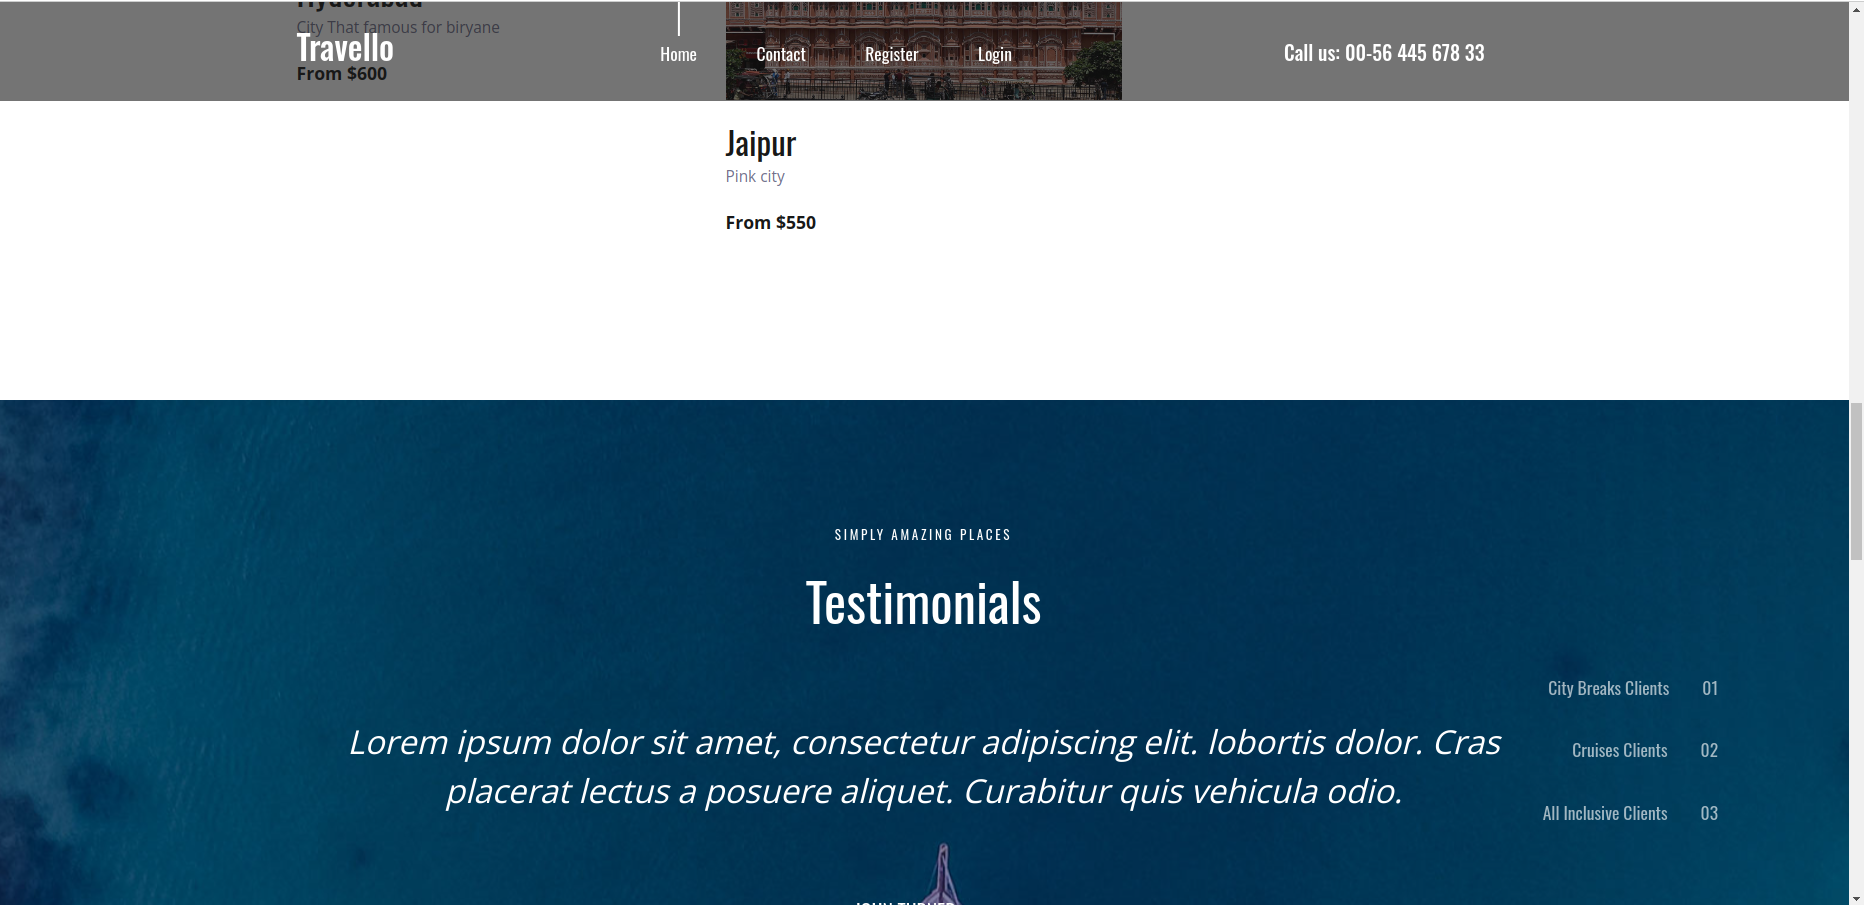 Hyderabad
City That famous for biryane
Travello
Home
Contact
Register
Login
Call us: 00-56 445 678 33
From $600
Jaipur
Pink city
From $550
SIMPLY AMAZING PLACES
Testimonials
City Breaks Clients 01
Lorem ipsum dolor sit amet, consectetur adipiscing elit. lobortis dolor. Cras
Cruises Clients 02
placerat lectus a posuere aliquet. Curabitur quis vehicula odio.
All Inclusive Clients 03
JOHN TURNER